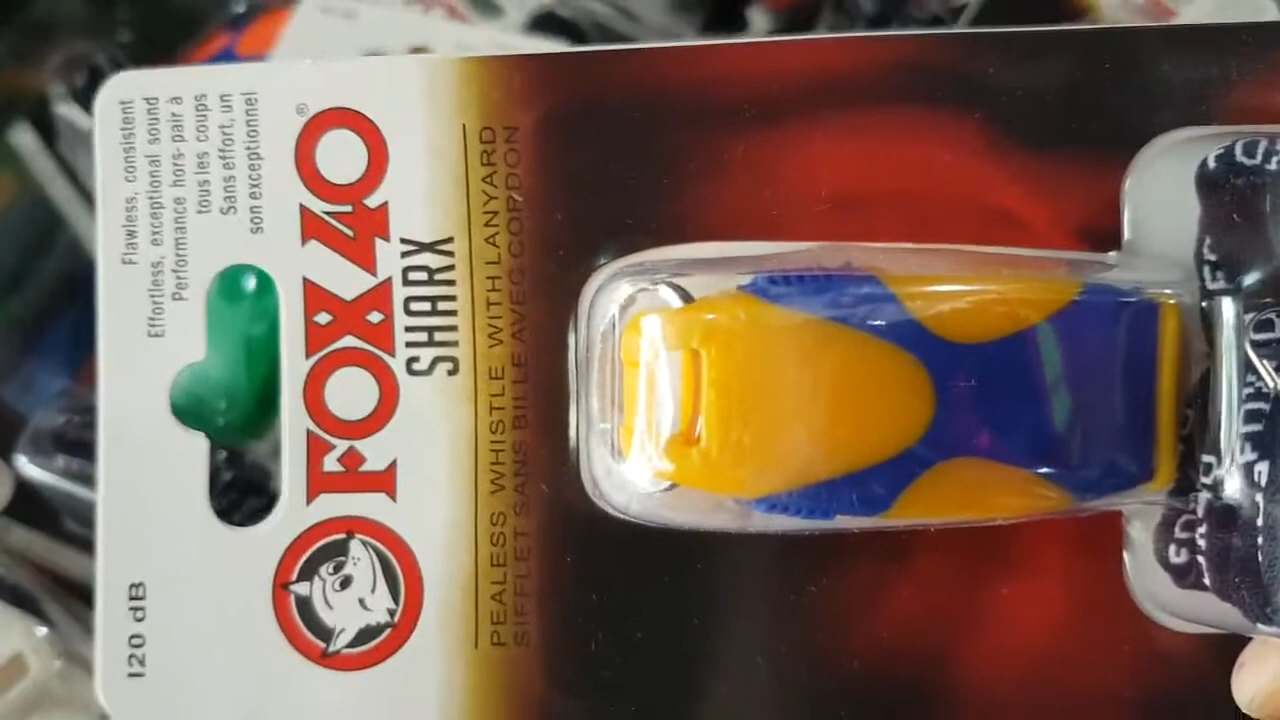 120 dB
Flawless, consistent
Effortless, exceptional sound
Performance hors-pair à
tous les coups
Sans effort, un
son exceptionnel
FOX 40®
SHARX
PEALESS WHISTLE WITH LANYARD
SIFFLET SANS BILLE AVEC CORDON